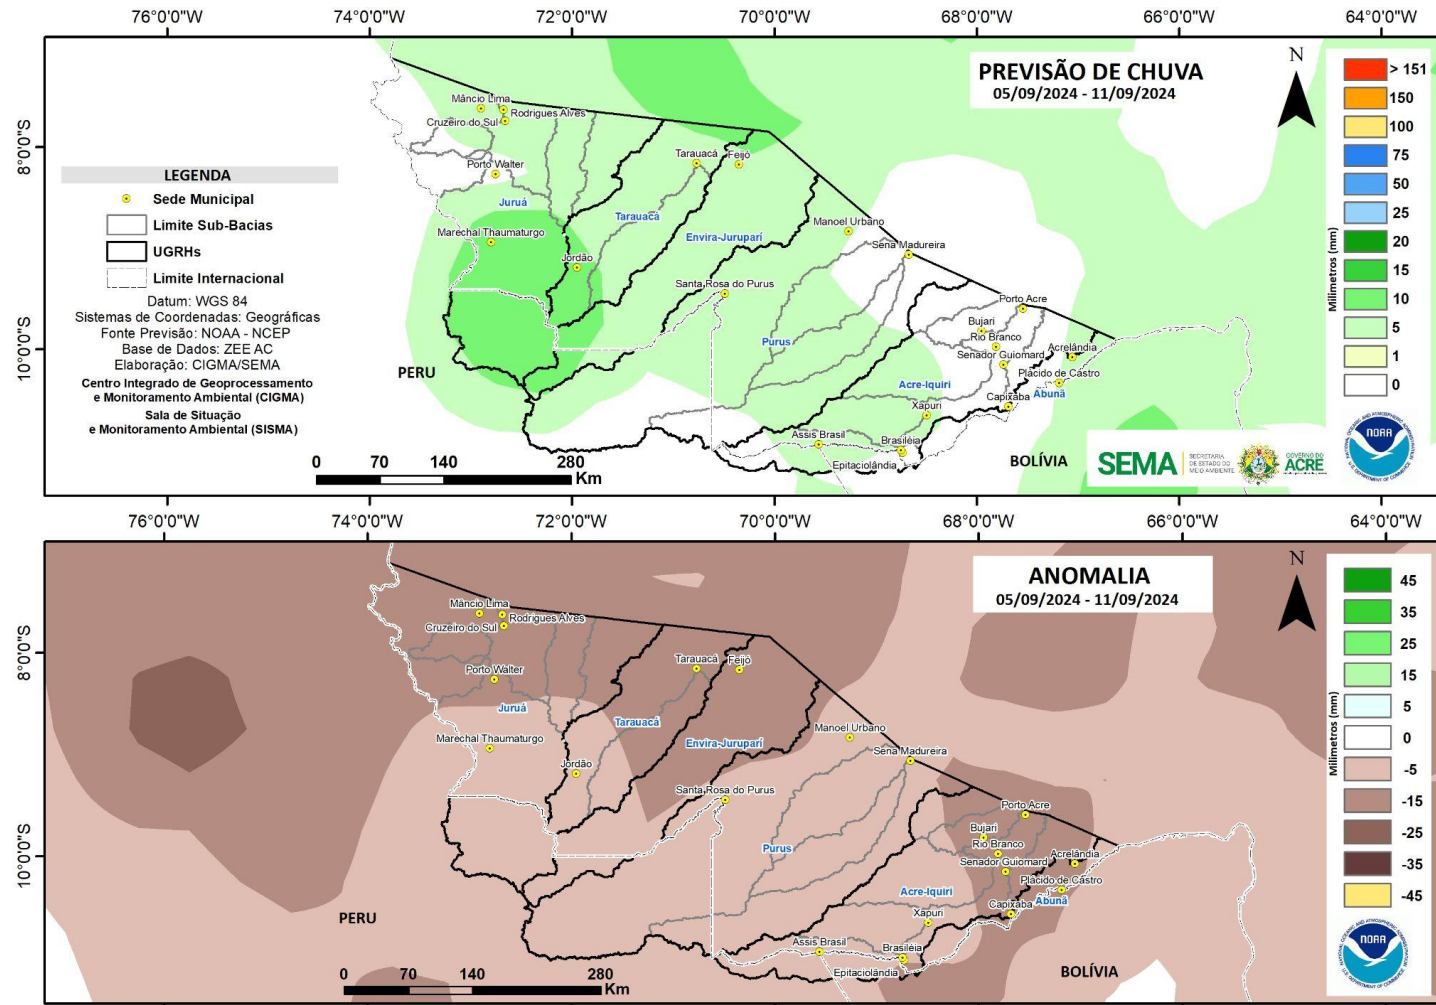 76°0'0"W
74°0'0"W
72°0'0"W
70°0'0"W
68°0'0"W
66°0'0"W
64°0'0"W
PREVISÃO DE CHUVA
05/09/2024 - 11/09/2024
N
Milimetros (mm)
> 151
150
100
75
50
25
20
15
10
5
1
0
8°0'0"S
10°0'0"S
LEGENDA
Sede Municipal
Limite Sub-Bacias
UGRHs
Limite Internacional
Datum: WGS 84
Sistemas de Coordenadas: Geográficas
Fonte Previsão: NOAA - NCEP
Base de Dados: ZEE AC
Elaboração: CIGMA/SEMA
Centro Integrado de Geoprocessamento
e Monitoramento Ambiental (CIGMA)
Sala de Situação
e Monitoramento Ambiental (SISMA)
Mâncio Lima
Rodrigues Alves
Cruzeiro do Sul
Porto Walter
Juruá
Marechal Thaumaturgo
Jordão
Tarauacá
Feijó
Tarauacá
Envira-Juruparí
Manoel Urbano
Sena Madureira
Santa Rosa do Purus
Purus
Porto Acre
Bujari
Rio Branco
Senador Guiomard
Acrelândia
Plácido de Castro
Abunã
Acre-Iquiri
Capixaba
Xapuri
Assis Brasil
Brasiléia
Epitaciolândia
PERU
BOLÍVIA
0 70 140 280
Km
SEMA
SECRETARIA
DE ESTADO DO
MEIO AMBIENTE
GOVERNO DO
ACRE
NOAA
76°0'0"W
74°0'0"W
72°0'0"W
70°0'0"W
68°0'0"W
66°0'0"W
64°0'0"W
ANOMALIA
05/09/2024 - 11/09/2024
N
Milimetros (mm)
45
35
25
15
5
0
-5
-15
-25
-35
-45
8°0'0"S
10°0'0"S
Mâncio Lima
Rodrigues Alves
Cruzeiro do Sul
Porto Walter
Juruá
Marechal Thaumaturgo
Jordão
Tarauacá
Feijó
Tarauacá
Envira-Juruparí
Manoel Urbano
Sena Madureira
Santa Rosa do Purus
Purus
Porto Acre
Bujari
Rio Branco
Senador Guiomard
Acrelândia
Plácido de Castro
Abunã
Acre-Iquiri
Capixaba
Xapuri
Assis Brasil
Brasiléia
Epitaciolândia
PERU
BOLÍVIA
0 70 140 280
Km
NOAA